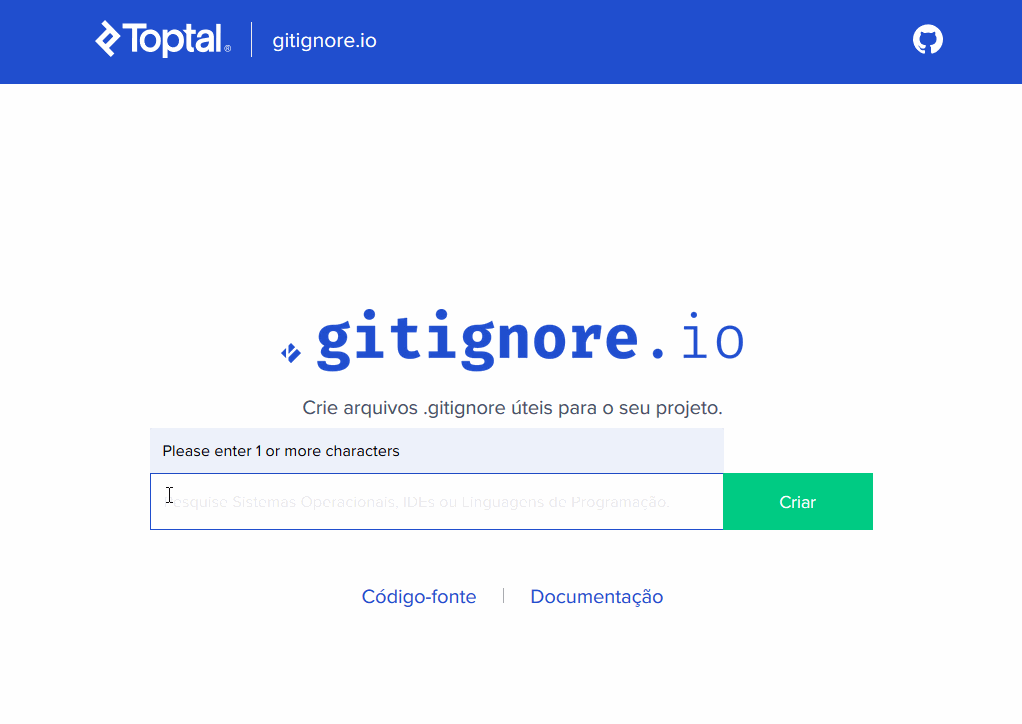 Toptal® gitignore.io
.gitignore.io
Crie arquivos .gitignore úteis para o seu projeto.
Please enter 1 or more characters
Pesquise Sistemas Operacionais, IDEs ou Linguagens de Programação.
Criar
Código-fonte
Documentação